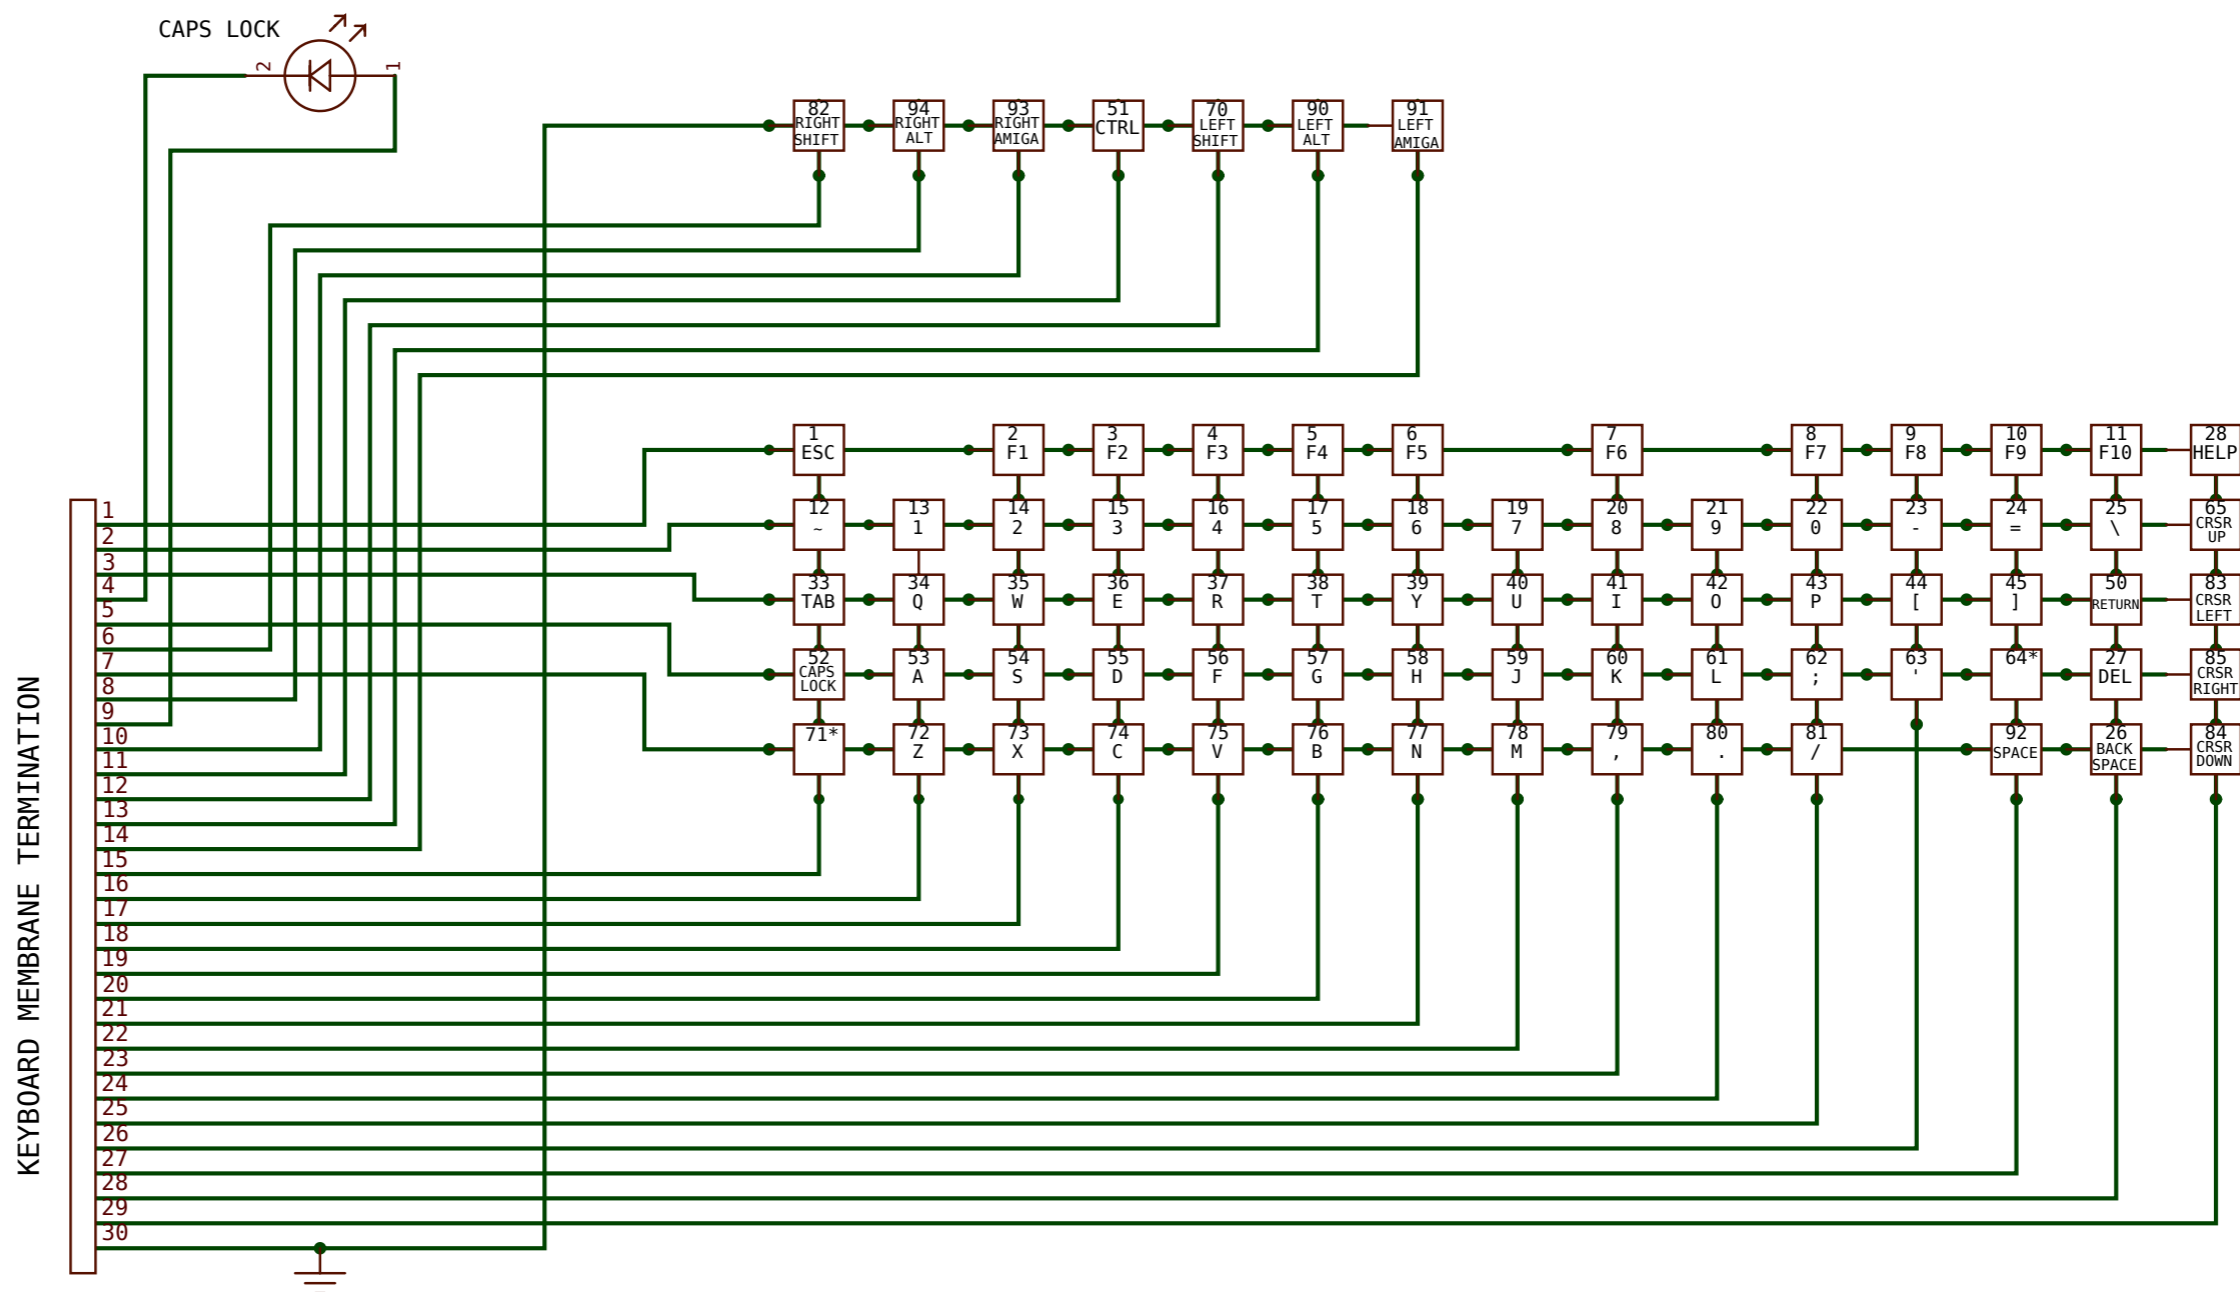 CAPS LOCK
2
1
82 RIGHT SHIFT
94 RIGHT ALT
93 RIGHT AMIGA
51 CTRL
70 LEFT SHIFT
90 LEFT ALT
91 LEFT AMIGA
1 ESC
2 F1
3 F2
4 F3
5 F4
6 F5
7 F6
8 F7
9 F8
10 F9
11 F10
28 HELP
12 ~
13 1
14 2
15 3
16 4
17 5
18 6
19 7
20 8
21 9
22 0
23 -
24 =
25 \
65 CRSR UP
33 TAB
34 Q
35 W
36 E
37 R
38 T
39 Y
40 U
41 I
42 O
43 P
44 [
45 ]
50 RETURN
83 CRSR LEFT
52 CAPS LOCK
53 A
54 S
55 D
56 F
57 G
58 H
59 J
60 K
61 L
62 ;
63 '
64*
27 DEL
85 CRSR RIGHT
71*
72 Z
73 X
74 C
75 V
76 B
77 N
78 M
79 ,
80 .
81 /
92 SPACE
26 BACK SPACE
84 CRSR DOWN
KEYBOARD MEMBRANE TERMINATION
1
2
3
4
5
6
7
8
9
10
11
12
13
14
15
16
17
18
19
20
21
22
23
24
25
26
27
28
29
30